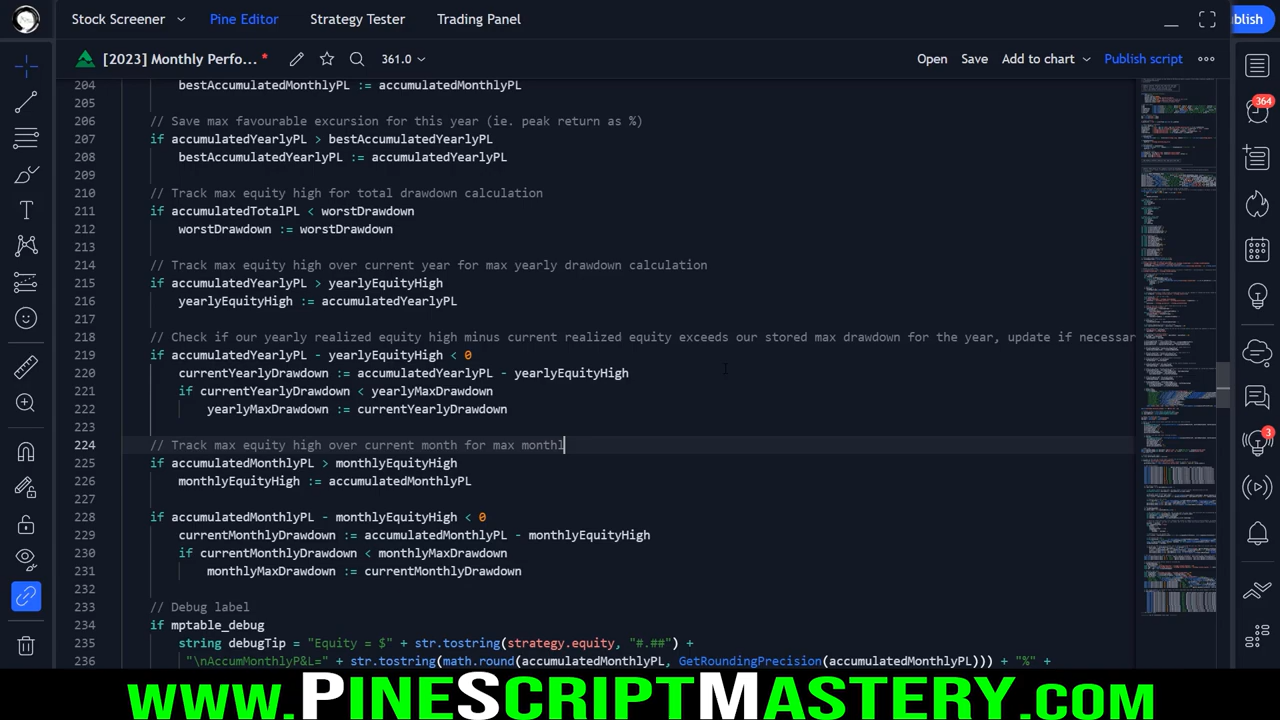 Stock Screener Pine Editor Strategy Tester Trading Panel
blish
[2023] Monthly Perfo... * 361.0 Open Save Add to chart Publish script
364
204 bestAccumulatedMonthlyPL := accumulatedMonthlyPL
205
206 // Save max favourable excursion for this year (i.e. peak return as %)
207 if accumulatedYearlyPL > bestAccumulatedYearlyPL
208 bestAccumulatedYearlyPL := accumulatedYearlyPL
209
210 // Track max equity high for total drawdown calculation
211 if accumulatedTotalPL < worstDrawdown
212 worstDrawdown := worstDrawdown
213
214 // Track max equity high over current year for max yearly drawdown calculation
215 if accumulatedYearlyPL > yearlyEquityHigh
216 yearlyEquityHigh := accumulatedYearlyPL
217
218 // Check if our yearly realized equity high minus current realized equity exceeds our stored max drawdown for the year, update if necessar
219 if accumulatedYearlyPL - yearlyEquityHigh < 0
220 currentYearlyDrawdown := accumulatedYearlyPL - yearlyEquityHigh
221 if currentYearlyDrawdown < yearlyMaxDrawdown
222 yearlyMaxDrawdown := currentYearlyDrawdown
223
224 // Track max equity high over current month for max monthl
225 if accumulatedMonthlyPL > monthlyEquityHigh
226 monthlyEquityHigh := accumulatedMonthlyPL
227
228 if accumulatedMonthlyPL - monthlyEquityHigh < 0
229 currentMonthlyDrawdown := accumulatedMonthlyPL - monthlyEquityHigh
230 if currentMonthlyDrawdown < monthlyMaxDrawdown
231 monthlyMaxDrawdown := currentMonthlyDrawdown
232
3
233 // Debug label
234 if mptable_debug
235 string debugTip = "Equity = $" + str.tostring(strategy.equity, "#.##") +
236 "\nAccumMonthlyP&L=" + str.tostring(math.round(accumulatedMonthlyPL, GetRoundingPrecision(accumulatedMonthlyPL))) + "%" +
WWW.PINESCRIPTMASTERY.COM